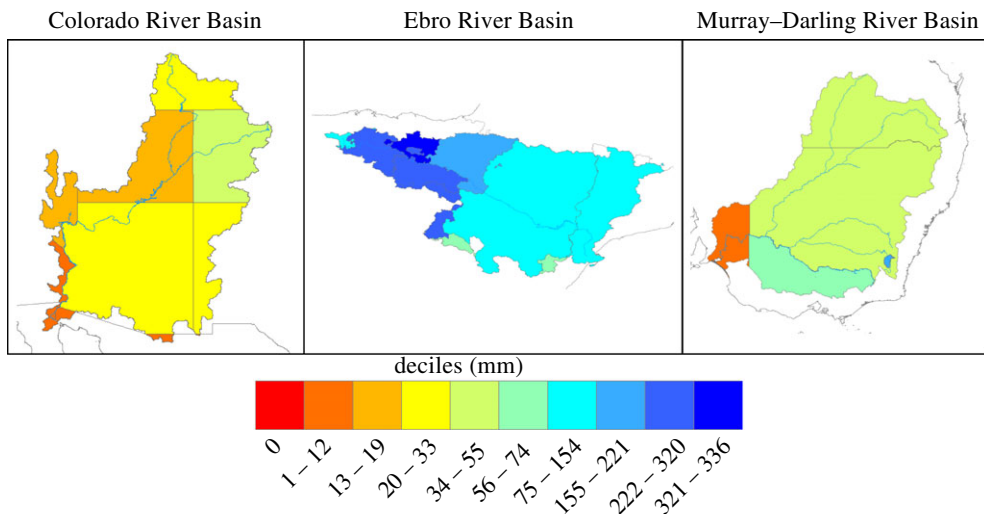 Colorado River Basin
Ebro River Basin
Murray–Darling River Basin
deciles (mm)
0
1 – 12
13 – 19
20 – 33
34 – 55
56 – 74
75 – 154
155 – 221
222 – 320
321 – 336